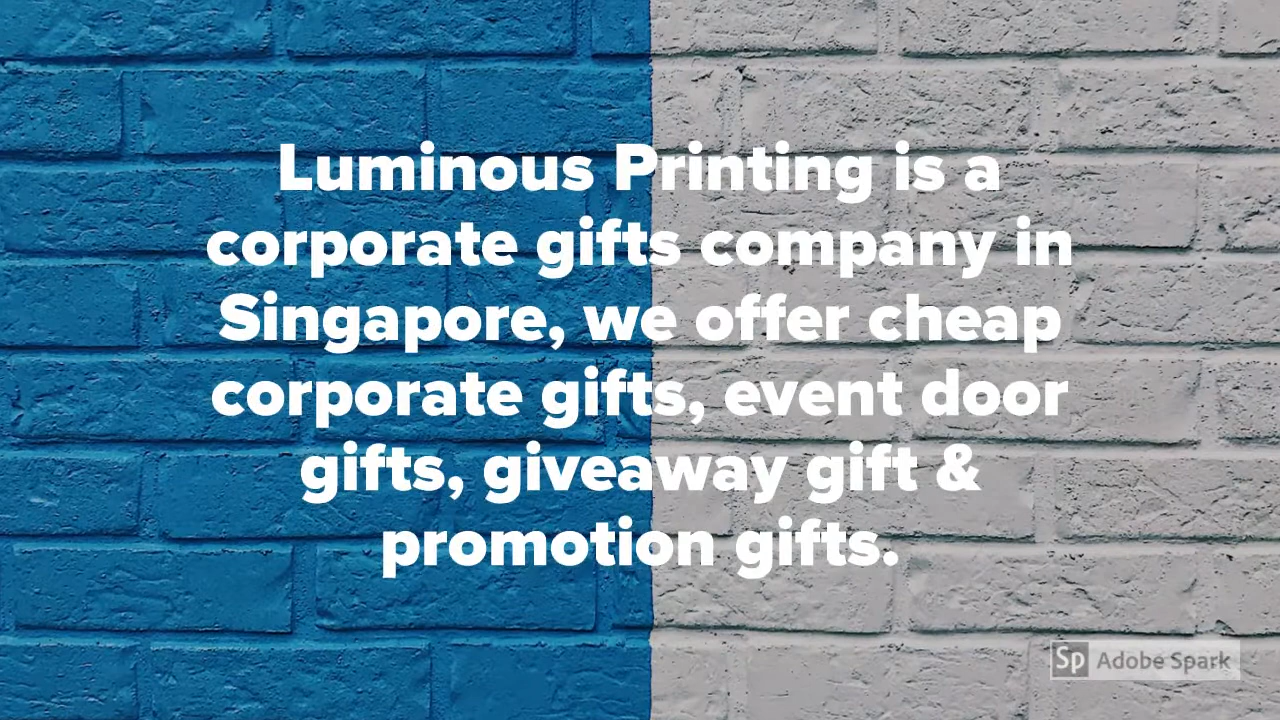 Luminous Printing is a
corporate gifts company in
Singapore, we offer cheap
corporate gifts, event door
gifts, giveaway gift &
promotion gifts.
Sp Adobe Spark